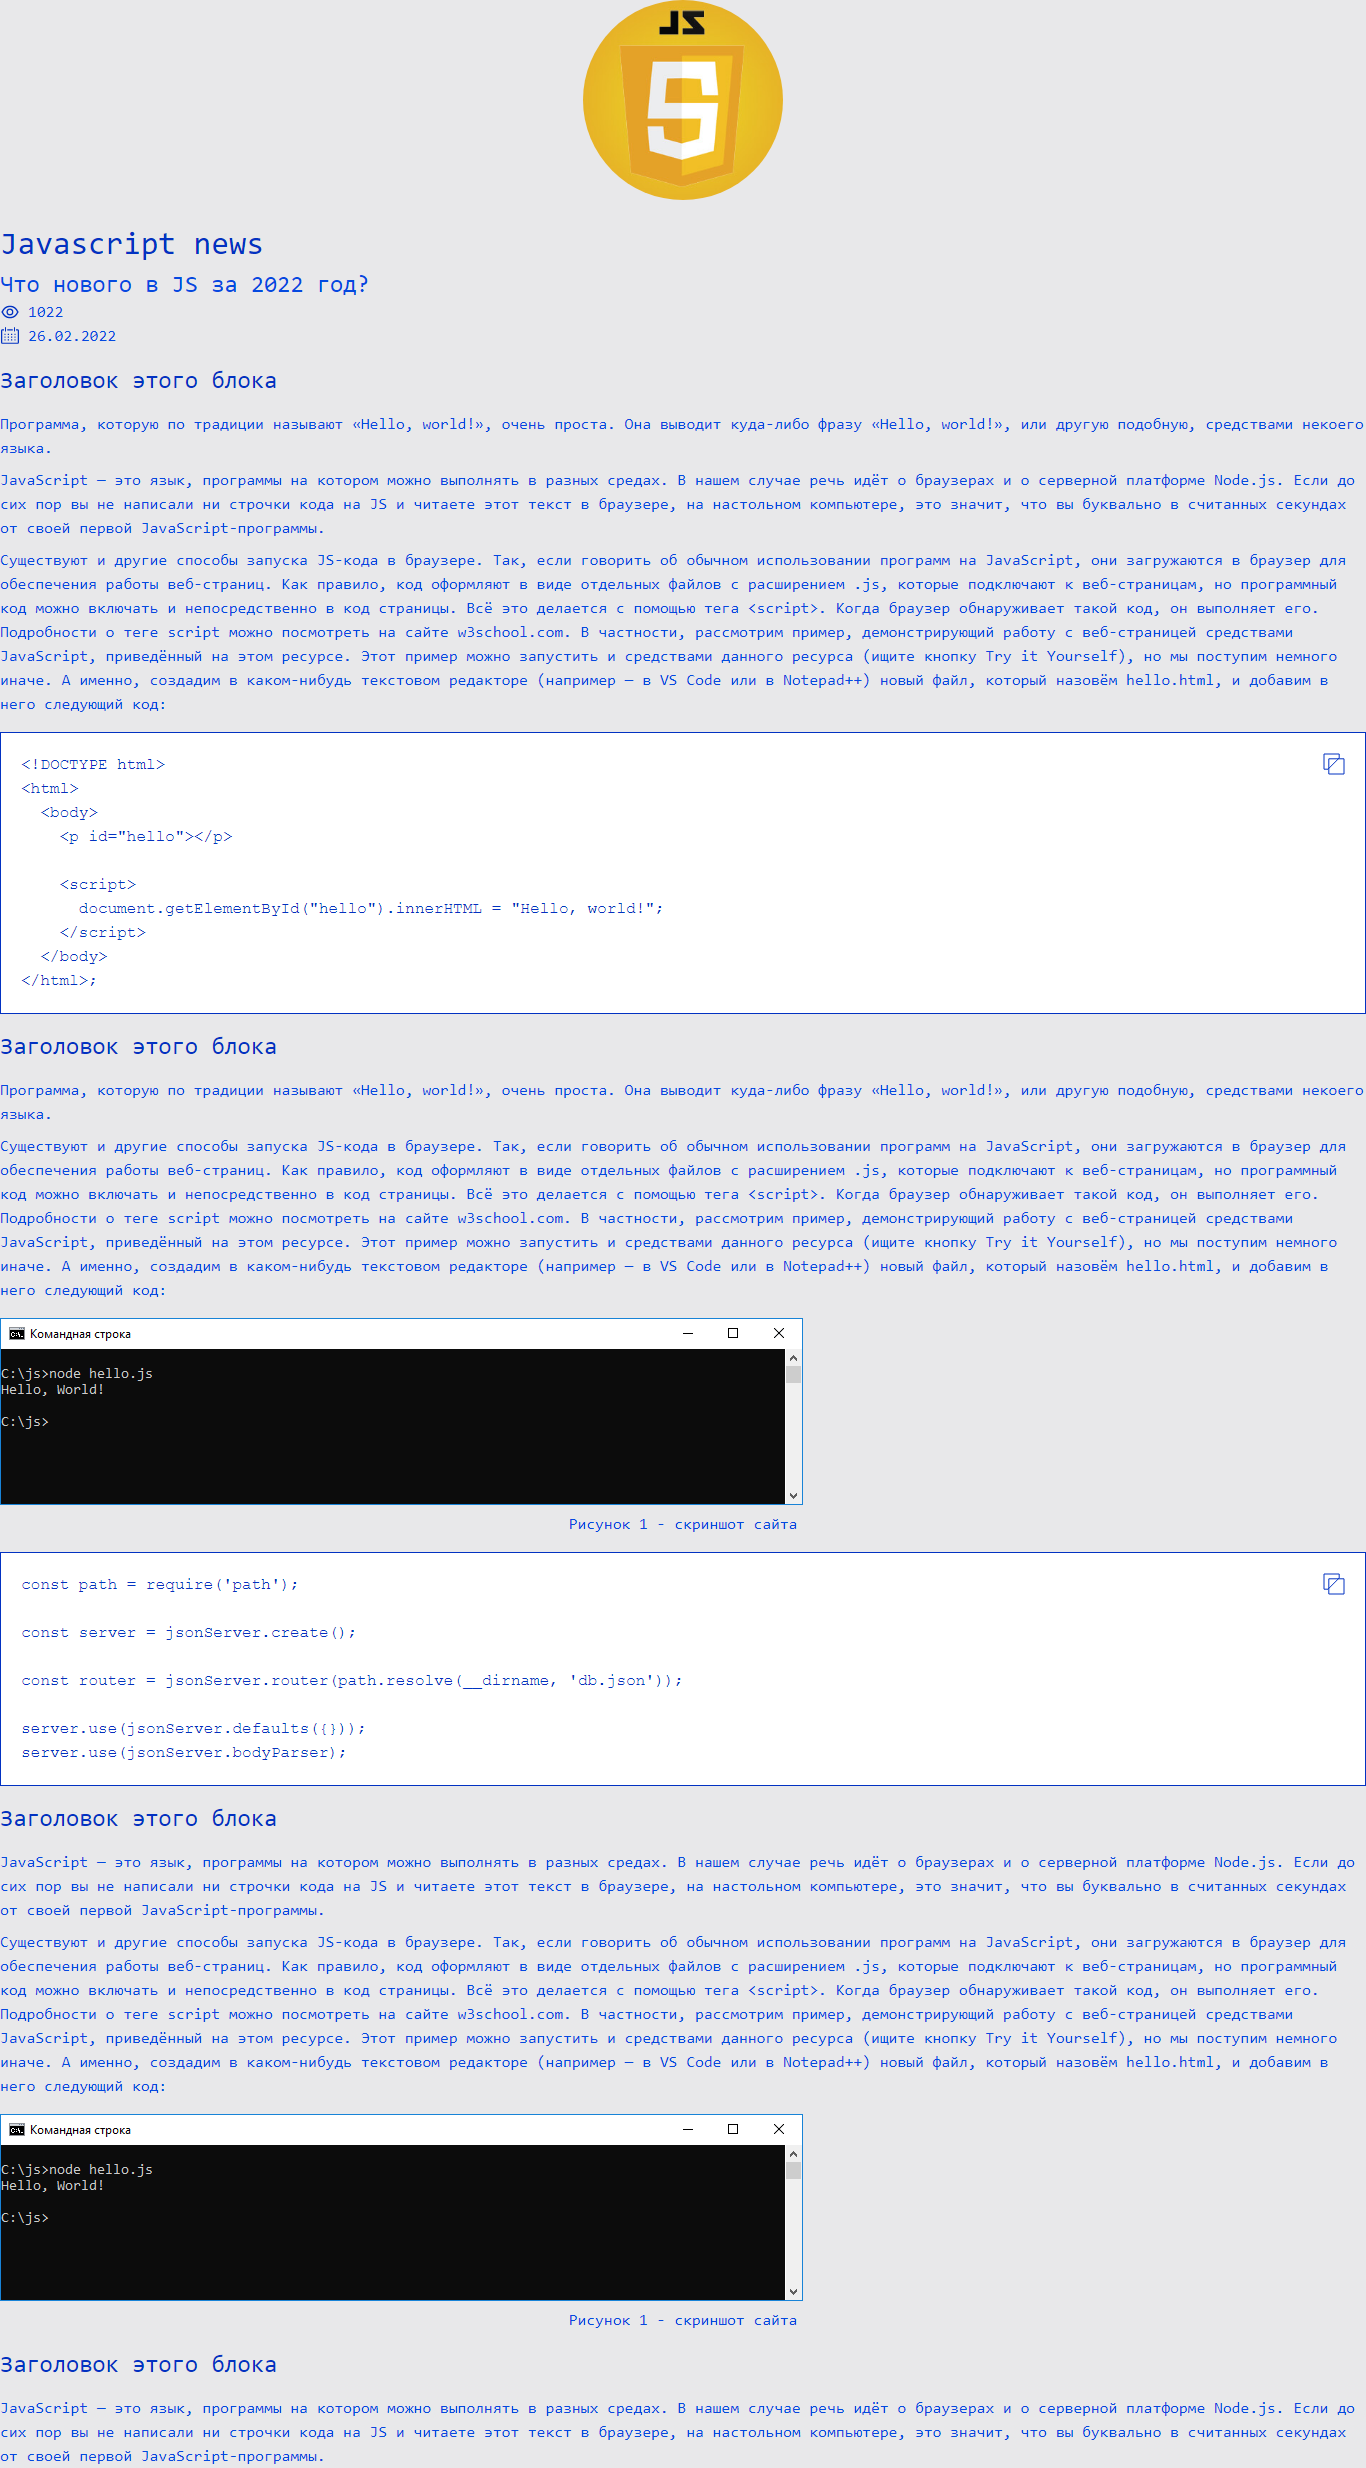 JS
Javascript news
Что нового в JS за 2022 год?
1022
26.02.2022
Заголовок этого блока
Программа, которую по традиции называют «Hello, world!», очень проста. Она выводит куда-либо фразу «Hello, world!», или другую подобную, средствами некоего
языка.
JavaScript — это язык, программы на котором можно выполнять в разных средах. В нашем случае речь идёт о браузерах и о серверной платформе Node.js. Если до
сих пор вы не написали ни строчки кода на JS и читаете этот текст в браузере, на настольном компьютере, это значит, что вы буквально в считанных секундах
от своей первой JavaScript-программы.
Существуют и другие способы запуска JS-кода в браузере. Так, если говорить об обычном использовании программ на JavaScript, они загружаются в браузер для
обеспечения работы веб-страниц. Как правило, код оформляют в виде отдельных файлов с расширением .js, которые подключают к веб-страницам, но программный
код можно включать и непосредственно в код страницы. Всё это делается с помощью тега <script>. Когда браузер обнаруживает такой код, он выполняет его.
Подробности о теге script можно посмотреть на сайте w3school.com. В частности, рассмотрим пример, демонстрирующий работу с веб-страницей средствами
JavaScript, приведённый на этом ресурсе. Этот пример можно запустить и средствами данного ресурса (ищите кнопку Try it Yourself), но мы поступим немного
иначе. А именно, создадим в каком-нибудь текстовом редакторе (например — в VS Code или в Notepad++) новый файл, который назовём hello.html, и добавим в
него следующий код:
<!DOCTYPE html>
<html>
  <body>
    <p id="hello"></p>
    <script>
      document.getElementById("hello").innerHTML = "Hello, world!";
    </script>
  </body>
</html>;
Заголовок этого блока
Программа, которую по традиции называют «Hello, world!», очень проста. Она выводит куда-либо фразу «Hello, world!», или другую подобную, средствами некоего
языка.
Существуют и другие способы запуска JS-кода в браузере. Так, если говорить об обычном использовании программ на JavaScript, они загружаются в браузер для
обеспечения работы веб-страниц. Как правило, код оформляют в виде отдельных файлов с расширением .js, которые подключают к веб-страницам, но программный
код можно включать и непосредственно в код страницы. Всё это делается с помощью тега <script>. Когда браузер обнаруживает такой код, он выполняет его.
Подробности о теге script можно посмотреть на сайте w3school.com. В частности, рассмотрим пример, демонстрирующий работу с веб-страницей средствами
JavaScript, приведённый на этом ресурсе. Этот пример можно запустить и средствами данного ресурса (ищите кнопку Try it Yourself), но мы поступим немного
иначе. А именно, создадим в каком-нибудь текстовом редакторе (например — в VS Code или в Notepad++) новый файл, который назовём hello.html, и добавим в
него следующий код:
Командная строка
C:\js>node hello.js
Hello, World!
C:\js>
Рисунок 1 - скриншот сайта
const path = require('path');
const server = jsonServer.create();
const router = jsonServer.router(path.resolve(__dirname, 'db.json'));
server.use(jsonServer.defaults({}));
server.use(jsonServer.bodyParser);
Заголовок этого блока
JavaScript — это язык, программы на котором можно выполнять в разных средах. В нашем случае речь идёт о браузерах и о серверной платформе Node.js. Если до
сих пор вы не написали ни строчки кода на JS и читаете этот текст в браузере, на настольном компьютере, это значит, что вы буквально в считанных секундах
от своей первой JavaScript-программы.
Существуют и другие способы запуска JS-кода в браузере. Так, если говорить об обычном использовании программ на JavaScript, они загружаются в браузер для
обеспечения работы веб-страниц. Как правило, код оформляют в виде отдельных файлов с расширением .js, которые подключают к веб-страницам, но программный
код можно включать и непосредственно в код страницы. Всё это делается с помощью тега <script>. Когда браузер обнаруживает такой код, он выполняет его.
Подробности о теге script можно посмотреть на сайте w3school.com. В частности, рассмотрим пример, демонстрирующий работу с веб-страницей средствами
JavaScript, приведённый на этом ресурсе. Этот пример можно запустить и средствами данного ресурса (ищите кнопку Try it Yourself), но мы поступим немного
иначе. А именно, создадим в каком-нибудь текстовом редакторе (например — в VS Code или в Notepad++) новый файл, который назовём hello.html, и добавим в
него следующий код:
Командная строка
C:\js>node hello.js
Hello, World!
C:\js>
Рисунок 1 - скриншот сайта
Заголовок этого блока
JavaScript — это язык, программы на котором можно выполнять в разных средах. В нашем случае речь идёт о браузерах и о серверной платформе Node.js. Если до
сих пор вы не написали ни строчки кода на JS и читаете этот текст в браузере, на настольном компьютере, это значит, что вы буквально в считанных секундах
от своей первой JavaScript-программы.